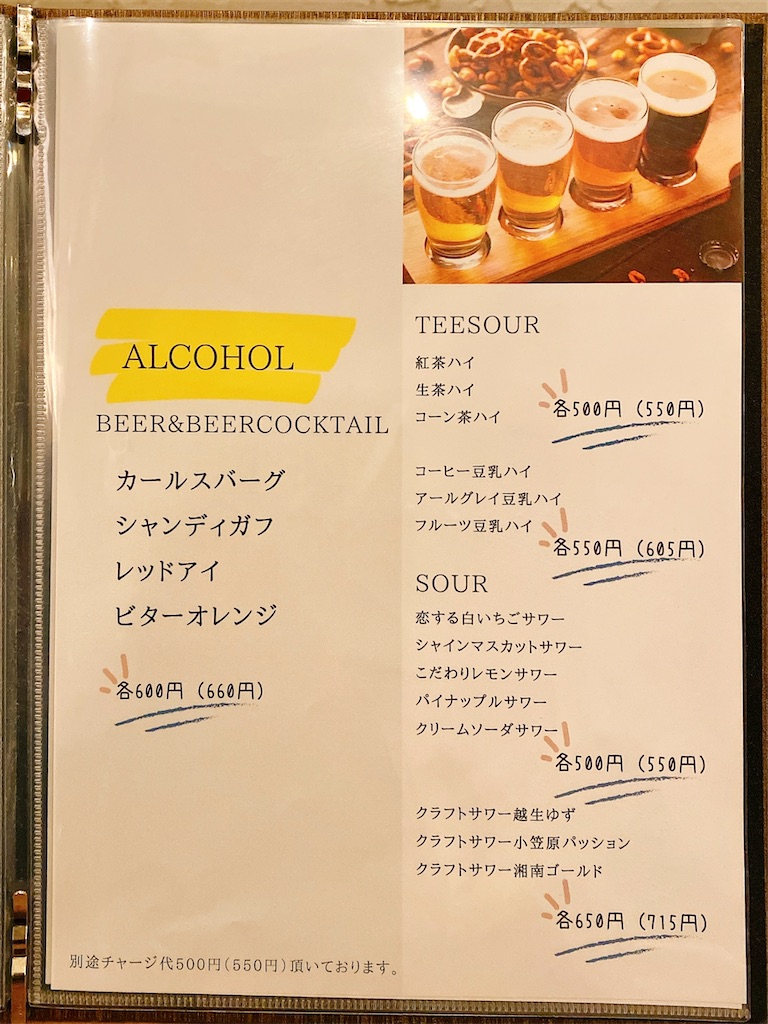 ALCOHOL
BEER&BEERCOCKTAIL
カールスバーグ
シャンディガフ
レッドアイ
ビターオレンジ
各600円 (660円)
別途チャージ代500円(550円)頂いております。
TEESOUR
紅茶ハイ
生茶ハイ
コーン茶ハイ
各500円 (550円)
コーヒー豆乳ハイ
アールグレイ豆乳ハイ
フルーツ豆乳ハイ
各550円 (605円)
SOUR
恋する白いちごサワー
シャインマスカットサワー
こだわりレモンサワー
パイナップルサワー
クリームソーダサワー
各500円 (550円)
クラフトサワー越生ゆず
クラフトサワー小笠原パッション
クラフトサワー湘南ゴールド
各650円 (715円)